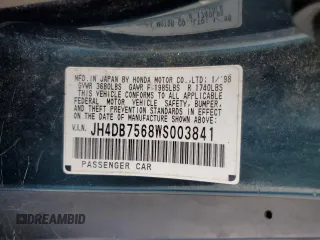 MFD. IN JAPAN BY HONDA MOTOR CO., LTD. 1/'98
GVWR 3680LBS GAWR F 1985LBS R 1740LBS
THIS VEHICLE CONFORMS TO ALL APPLICABLE
FEDERAL MOTOR VEHICLE SAFETY, BUMPER,
AND THEFT PREVENTION STANDARDS IN EFFECT
ON THE DATE OF MANUFACTURE SHOWN ABOVE.
V.I.N. JH4DB7568WS003841
PASSENGER CAR
DREAMBID